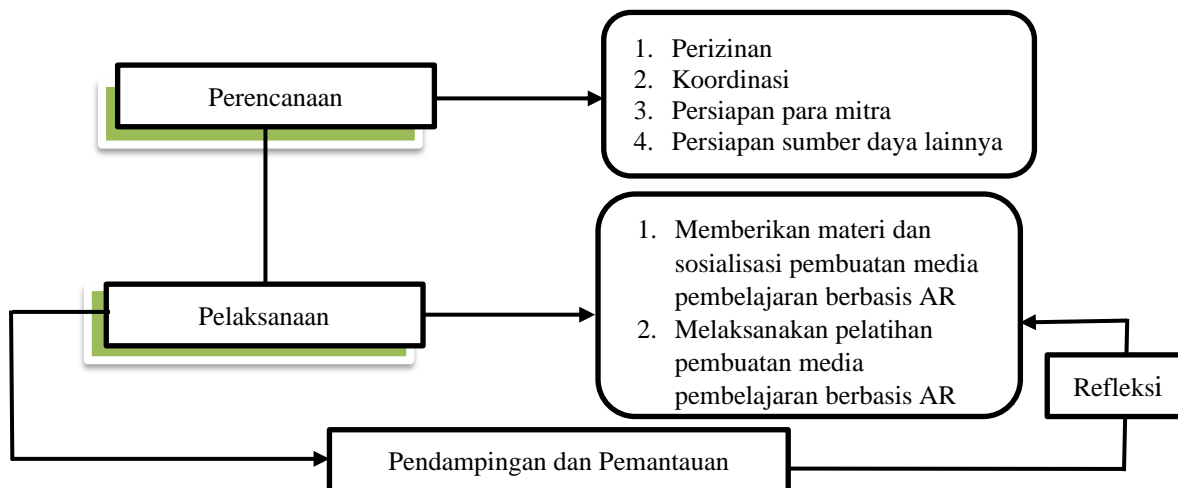 Perencanaan
1. Perizinan
2. Koordinasi
3. Persiapan para mitra
4. Persiapan sumber daya lainnya
Pelaksanaan
1. Memberikan materi dan
sosialisasi pembuatan media
pembelajaran berbasis AR
2. Melaksanakan pelatihan
pembuatan media
pembelajaran berbasis AR
Refleksi
Pendampingan dan Pemantauan